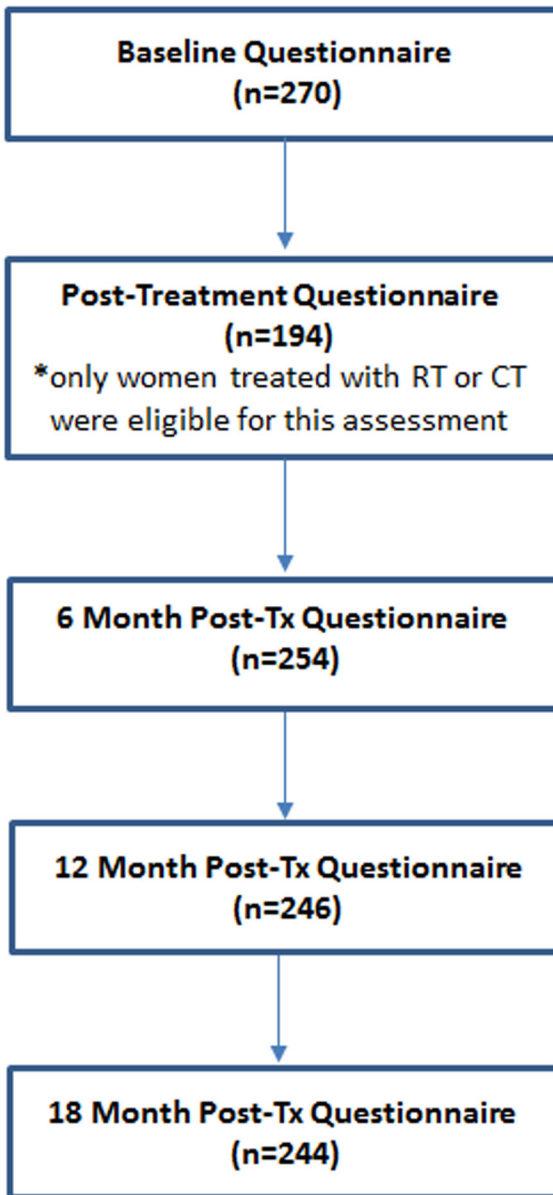 Baseline Questionnaire
(n=270)
Post-Treatment Questionnaire
(n=194)
*only women treated with RT or CT
were eligible for this assessment
6 Month Post-Tx Questionnaire
(n=254)
12 Month Post-Tx Questionnaire
(n=246)
18 Month Post-Tx Questionnaire
(n=244)